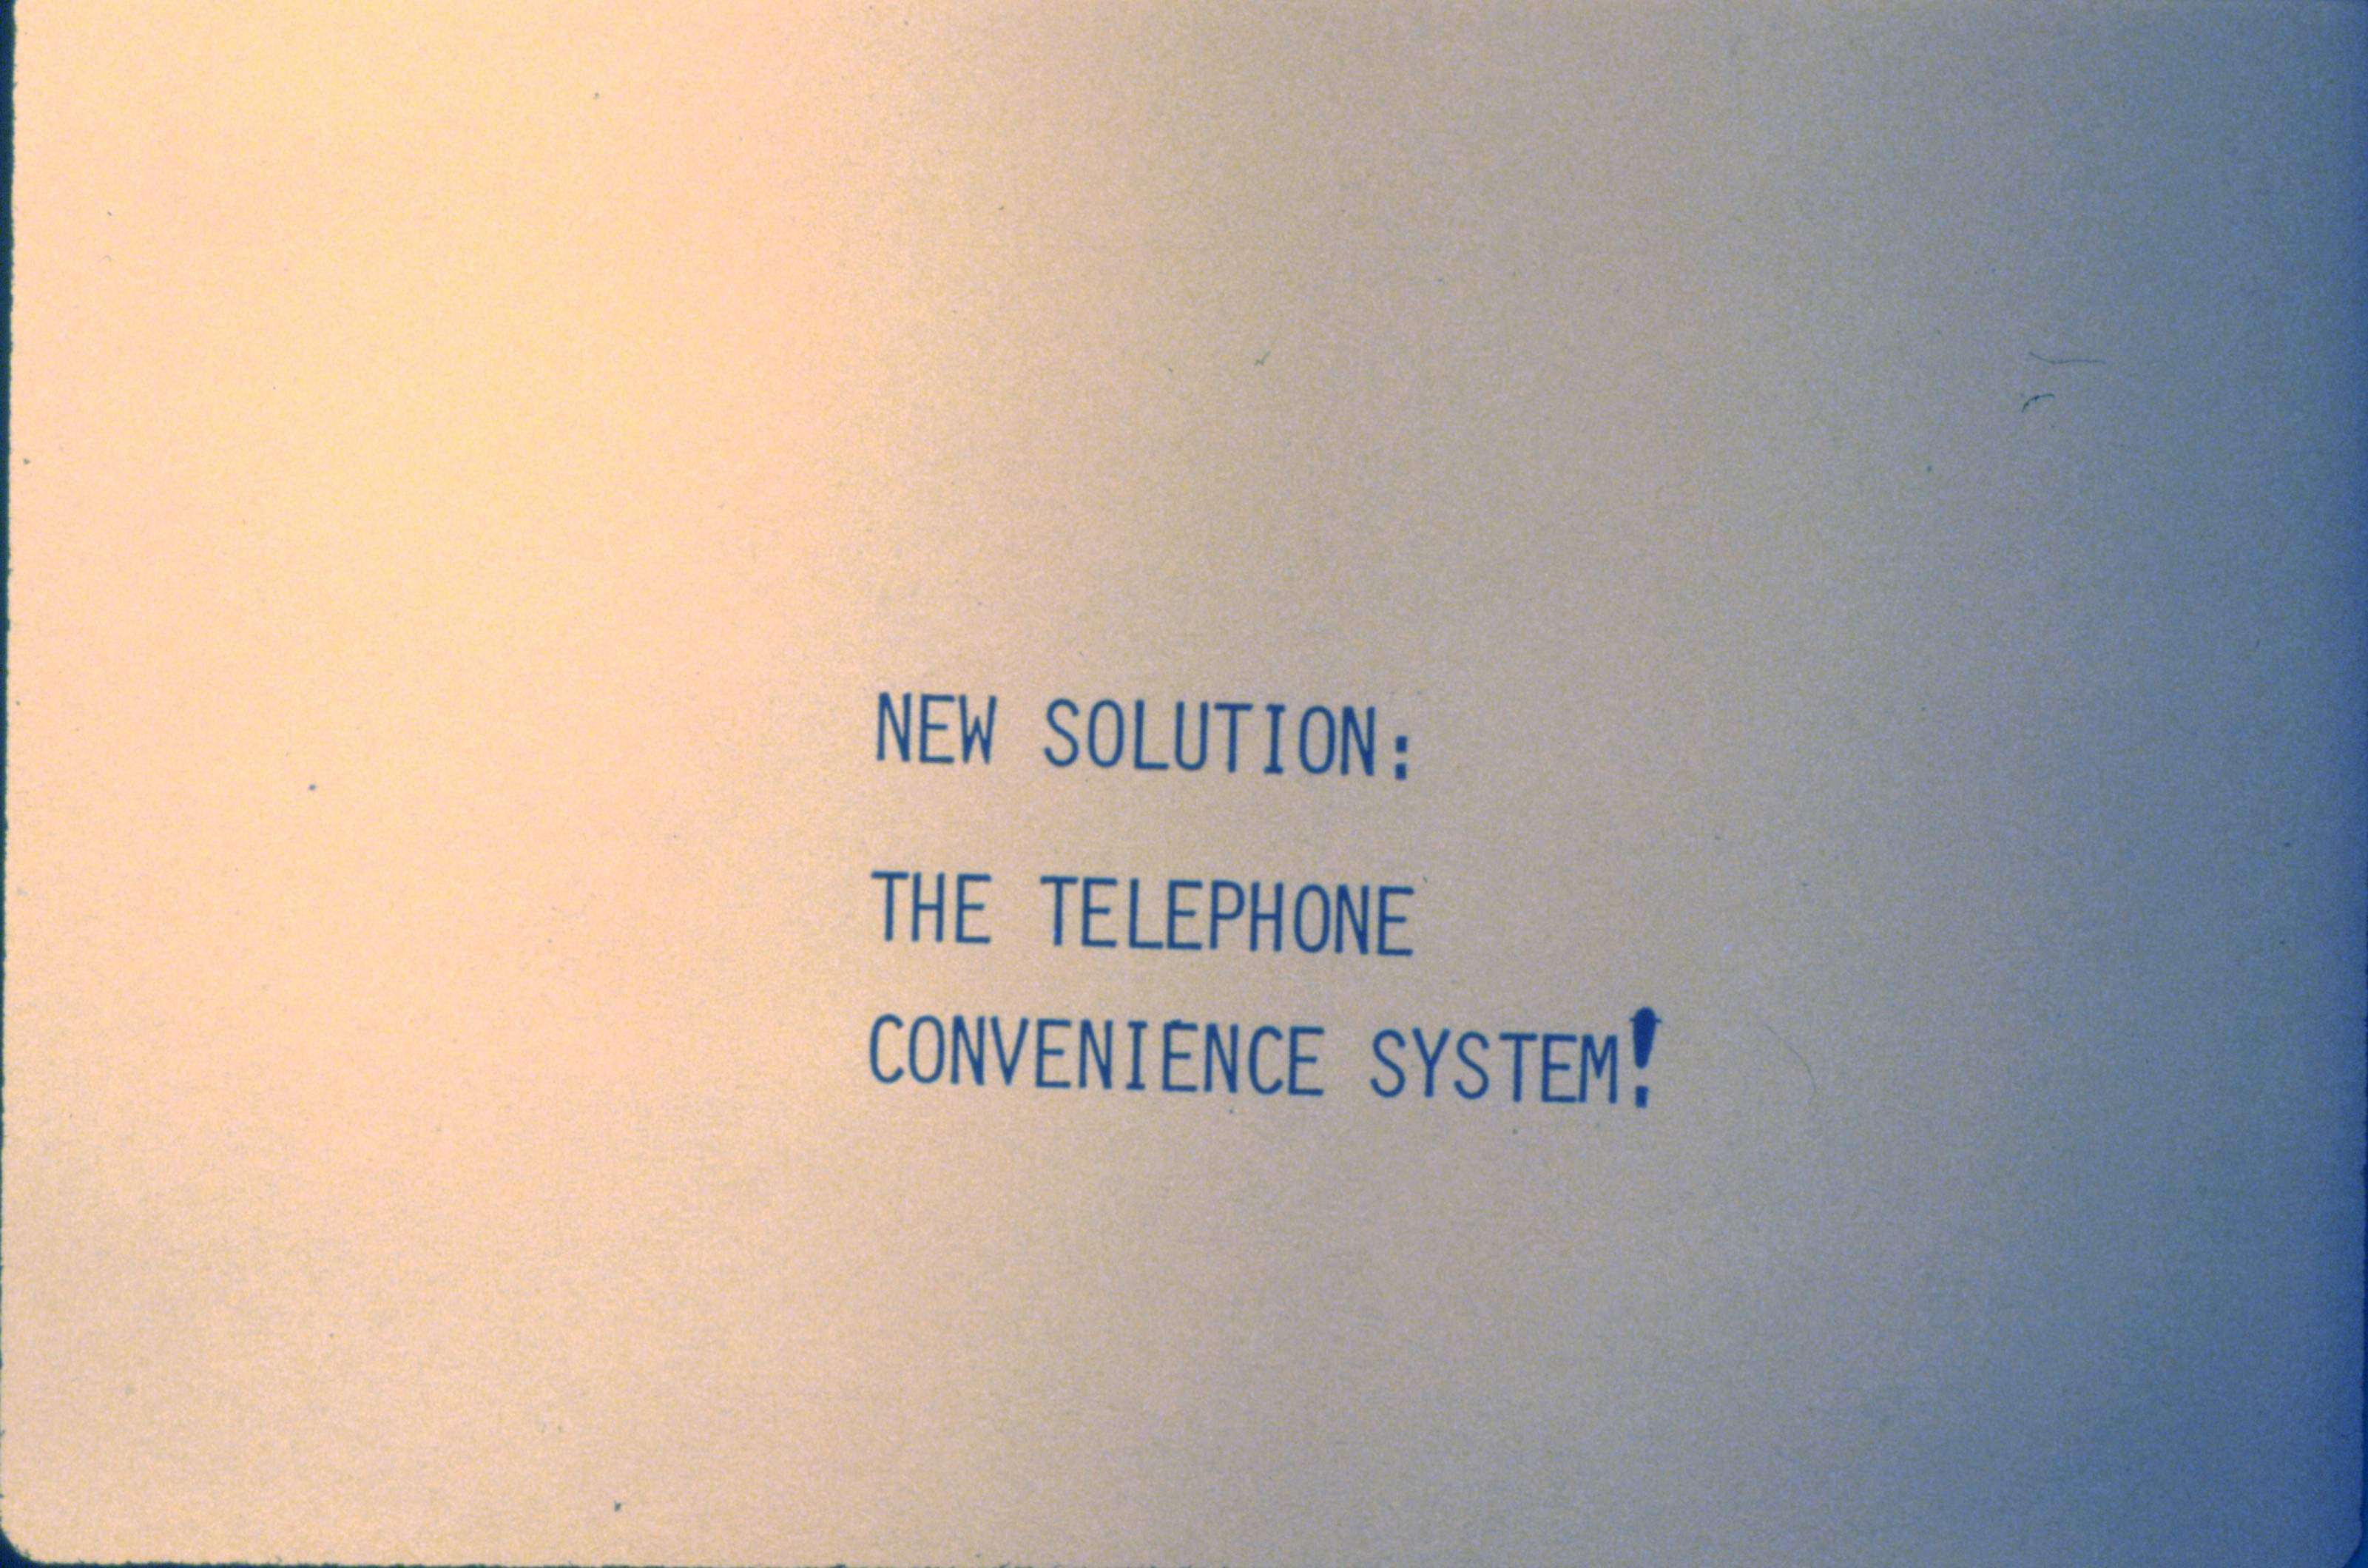 NEW SOLUTION:
THE TELEPHONE
CONVENIENCE SYSTEM!